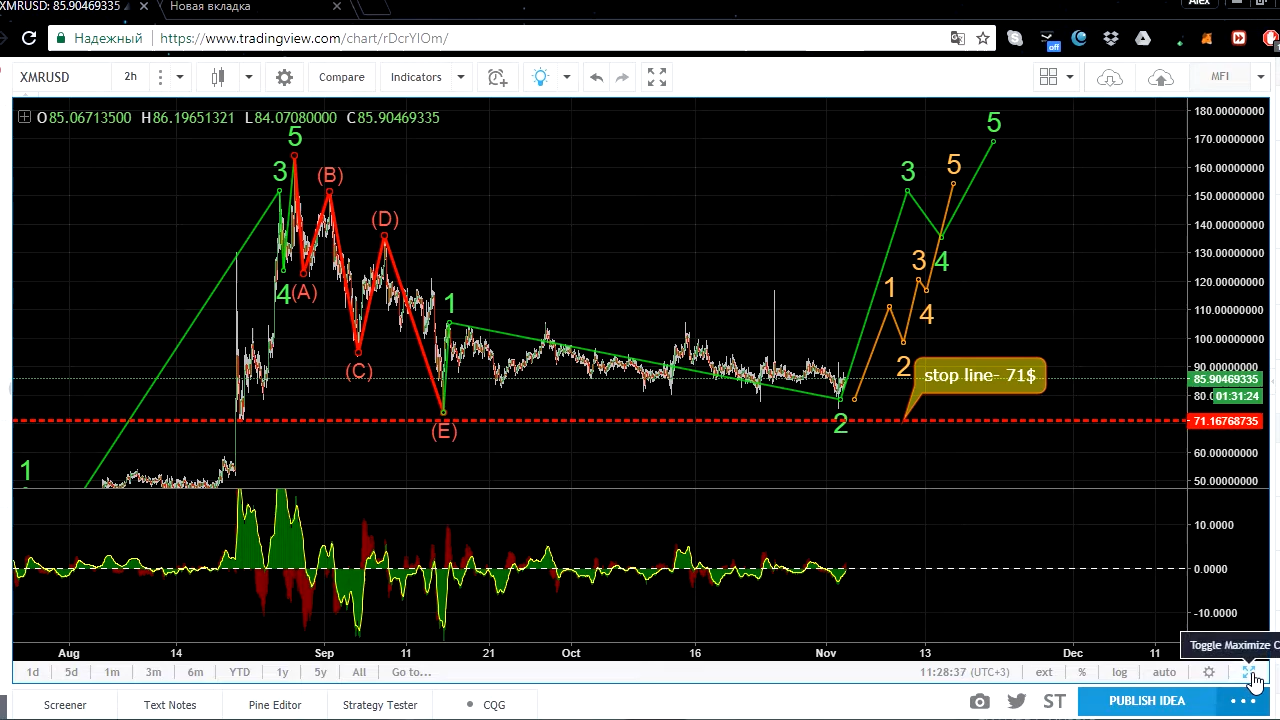 XMRUSD: 85.90469335
Новая вкладка
Alex
Надежный
https://www.tradingview.com/chart/rDcrYIOm/
off
XMRUSD
2h
Compare
Indicators
MFI
O85.06713500 H86.19651321 L84.07080000 C85.90469335
180.00000000
170.00000000
160.00000000
150.00000000
140.00000000
130.00000000
120.00000000
110.00000000
100.00000000
90.00000000
85.90469335
80.0
01:31:24
71.16768735
60.00000000
50.00000000
1
3
5
4
(A)
(B)
(C)
(D)
(E)
1
2
3
4
5
1
2
3
4
5
stop line- 71$
10.0000
0.0000
-10.0000
Aug 14 Sep 11 21 Oct 16 Nov 13 Dec 11
Toggle Maximize C
1d 5d 1m 3m 6m YTD 1y 5y All Go to...
11:28:37 (UTC+3) ext % log auto
Screener Text Notes Pine Editor Strategy Tester CQG
ST PUBLISH IDEA